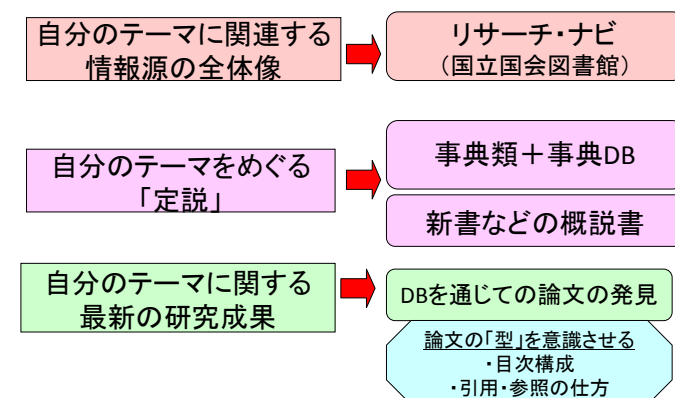 自分のテーマに関連する
情報源の全体像
リサーチ・ナビ
（国立国会図書館）
自分のテーマをめぐる
「定説」
事典類＋事典DB
新書などの概説書
自分のテーマに関する
最新の研究成果
DBを通じての論文の発見
論文の「型」を意識させる
・目次構成
・引用・参照の仕方